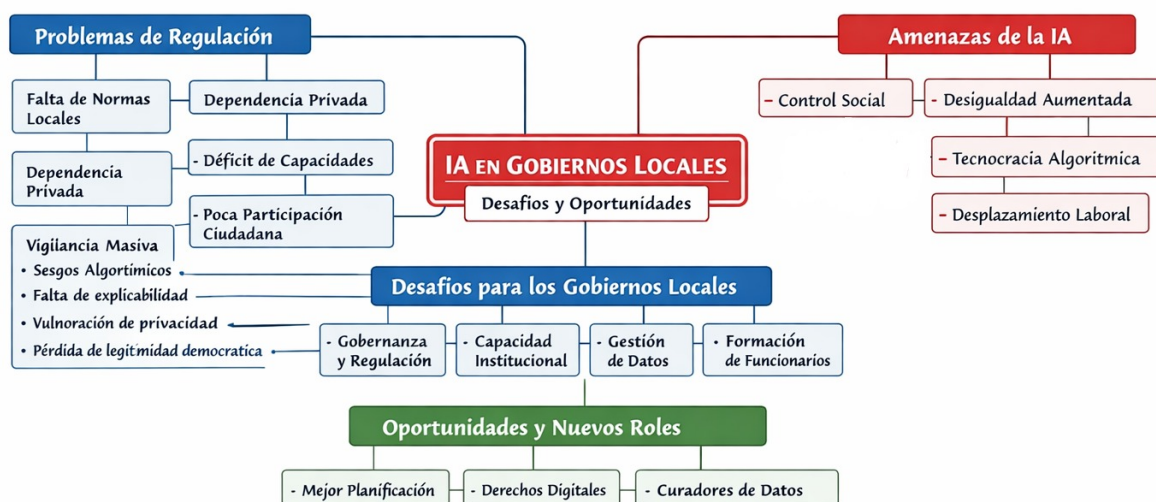 Problemas de Regulación
Amenazas de la IA
Falta de Normas
Locales
Dependencia Privada
- Control Social
- Desigualdad Aumentada
IA EN GOBIERNOS LOCALES
Desafíos y Oportunidades
- Déficit de Capacidades
Dependencia
Privada
- Tecnocracia Algoritmica
- Poca Participación
Ciudadana
- Desplazamiento Laboral
Vigilancia Masiva
• Sesgos Algortímicos
• Falta de explicabilidad
• Vulnoración de privacidad
• Pérdida de legitmidad democratica
Desafíos para los Gobiernos Locales
- Gobernanza
y Regulación
- Capacidad
Institucional
- Gestión
de Datos
• Formación
de Funcionarios
Oportunidades y Nuevos Roles
- Mejor Planificación
- Derechos Digitales
- Curadores de Datos